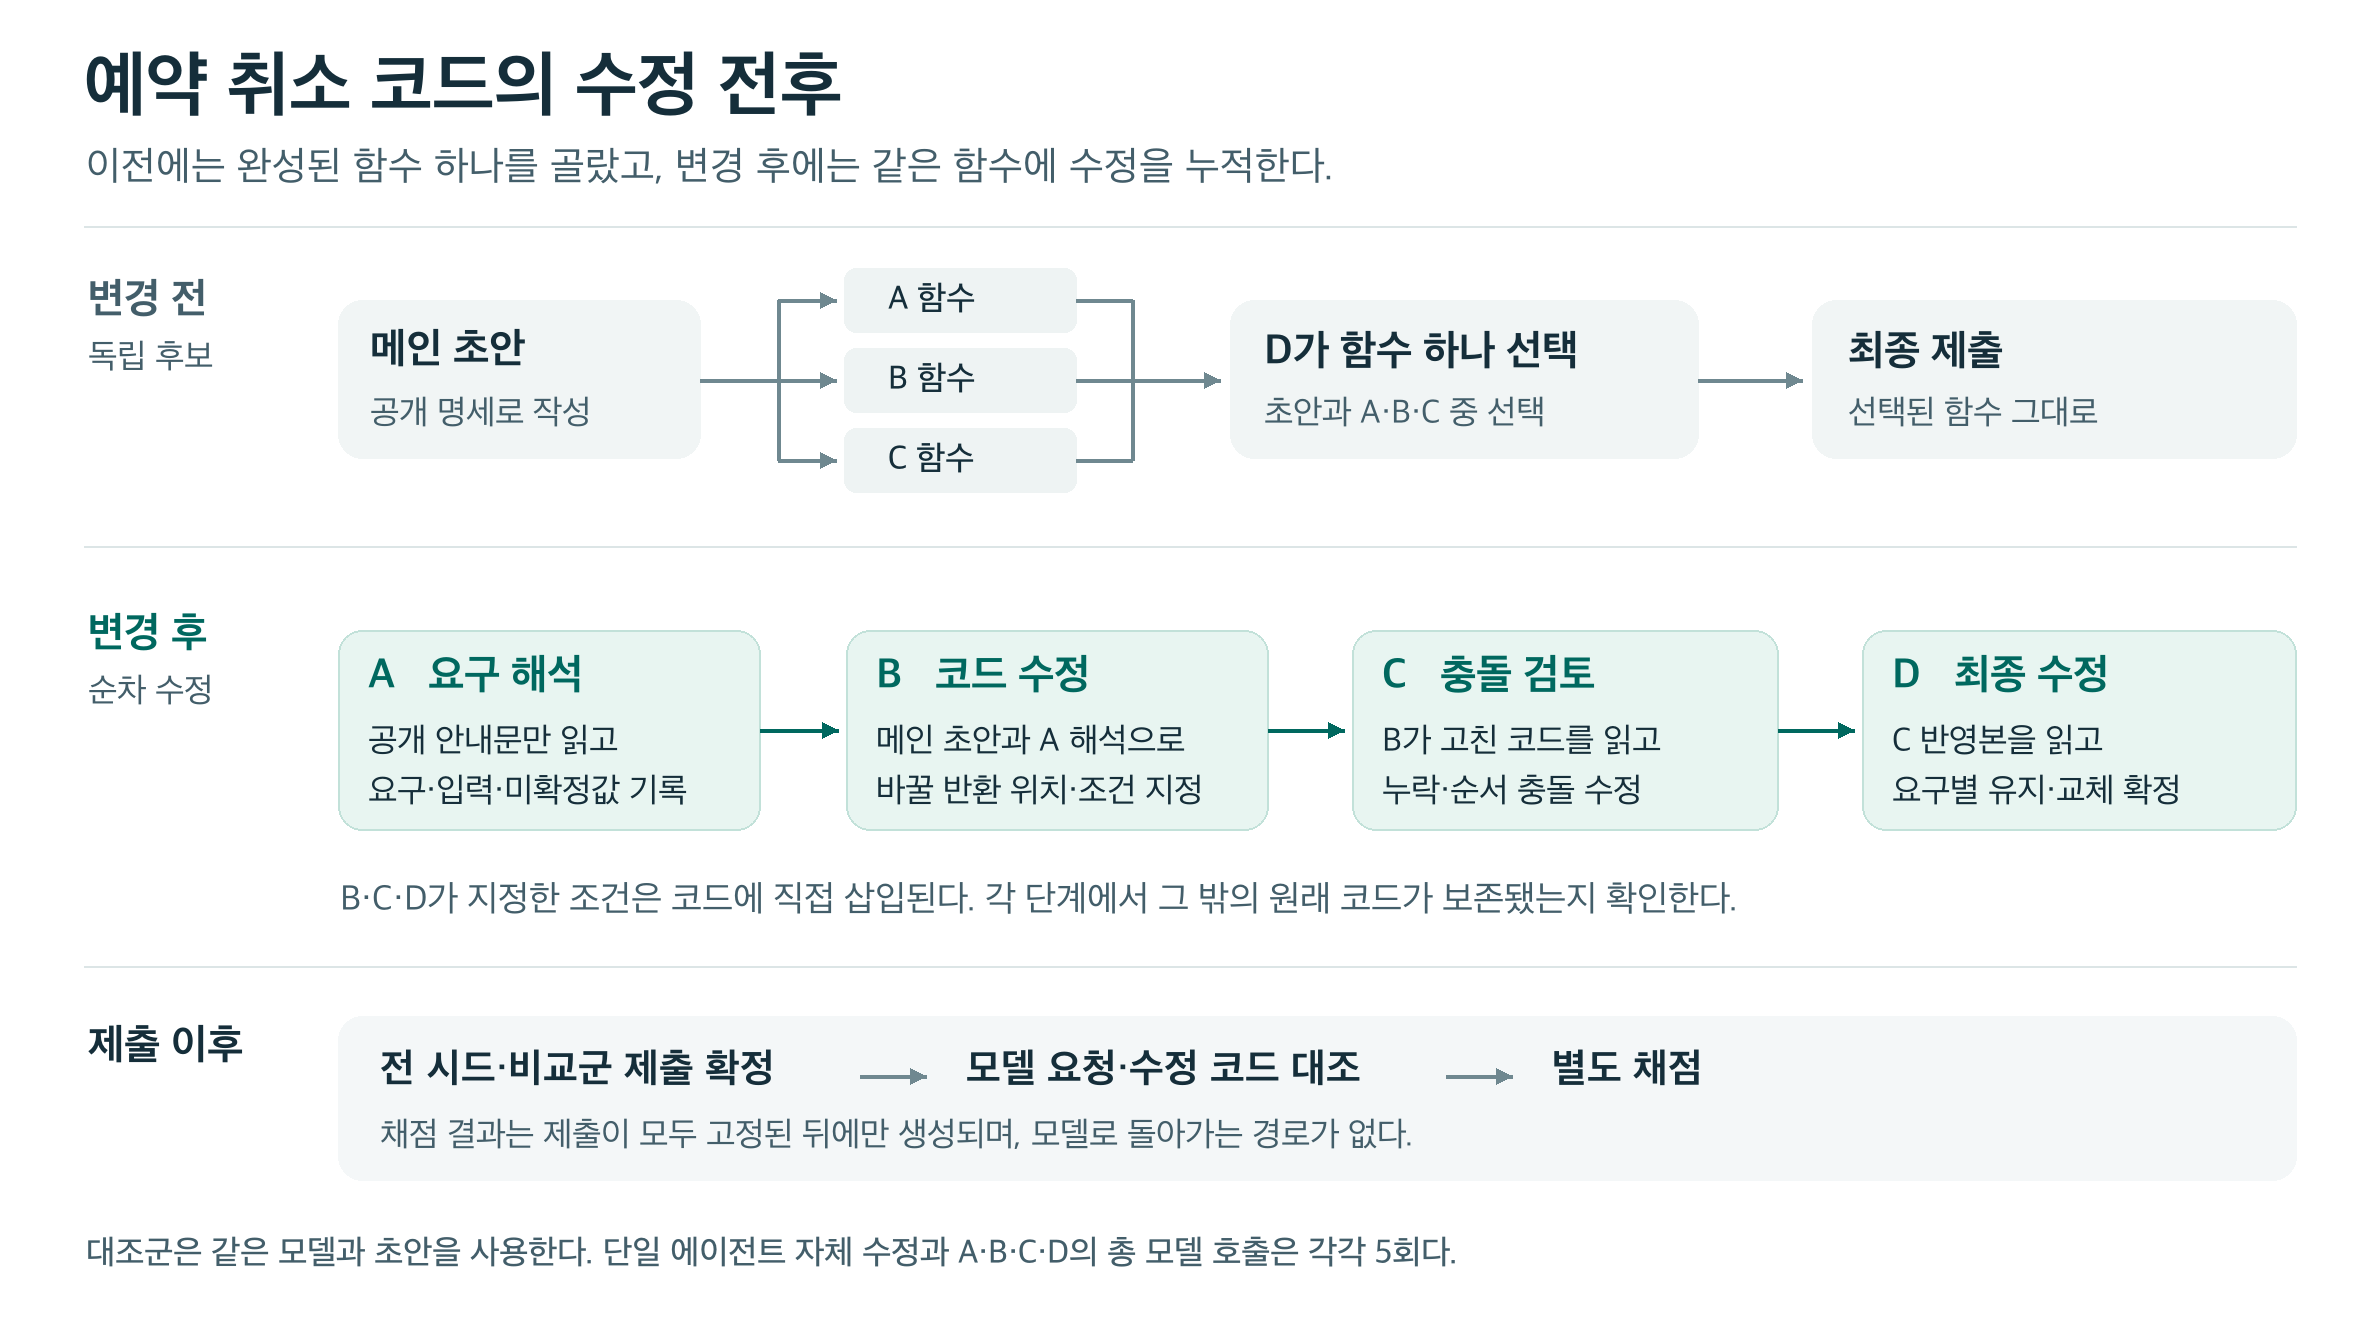 예약 취소 코드의 수정 전후
이전에는 완성된 함수 하나를 골랐고, 변경 후에는 같은 함수에 수정을 누적한다.
변경 전
독립 후보
메인 초안
공개 명세로 작성
A 함수
B 함수
C 함수
D가 함수 하나 선택
초안과 A·B·C 중 선택
최종 제출
선택된 함수 그대로
변경 후
순차 수정
A 요구 해석
공개 안내문만 읽고
요구·입력·미확정값 기록
B 코드 수정
메인 초안과 A 해석으로
바꿀 반환 위치·조건 지정
C 충돌 검토
B가 고친 코드를 읽고
누락·순서 충돌 수정
D 최종 수정
C 반영본을 읽고
요구별 유지·교체 확정
B·C·D가 지정한 조건은 코드에 직접 삽입된다. 각 단계에서 그 밖의 원래 코드가 보존됐는지 확인한다.
제출 이후
전 시드·비교군 제출 확정
모델 요청·수정 코드 대조
별도 채점
채점 결과는 제출이 모두 고정된 뒤에만 생성되며, 모델로 돌아가는 경로가 없다.
대조군은 같은 모델과 초안을 사용한다. 단일 에이전트 자체 수정과 A·B·C·D의 총 모델 호출은 각각 5회다.